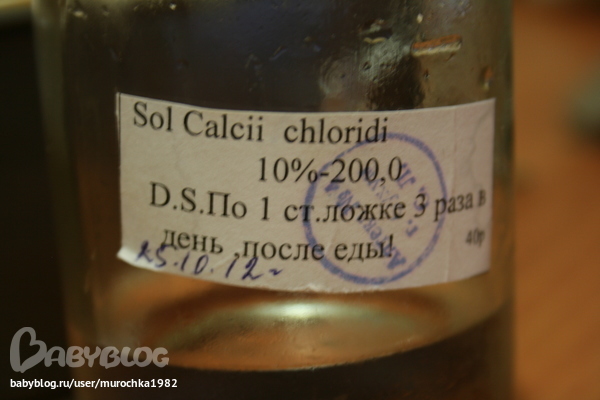 Sol Calcii chloridi
10%-200,0
D.S.По 1 ст.ложке 3 раза в
день ,после еды!
40р
25.10.12г
BABYBLOG
babyblog.ru/user/murochka1982